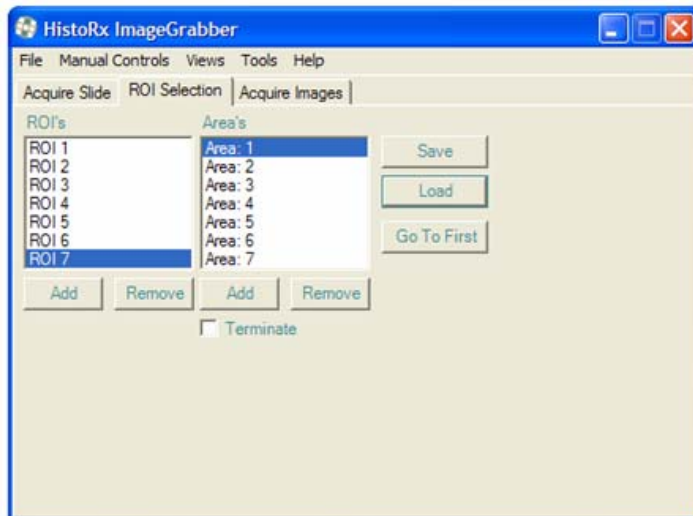 HistoRx ImageGrabber
File Manual Controls Views Tools Help
Acquire Slide ROI Selection Acquire Images
ROI's
ROI 1
ROI 2
ROI 3
ROI 4
ROI 5
ROI 6
ROI 7
Add Remove
Area's
Area: 1
Area: 2
Area: 3
Area: 4
Area: 5
Area: 6
Area: 7
Add Remove
Terminate
Save
Load
Go To First